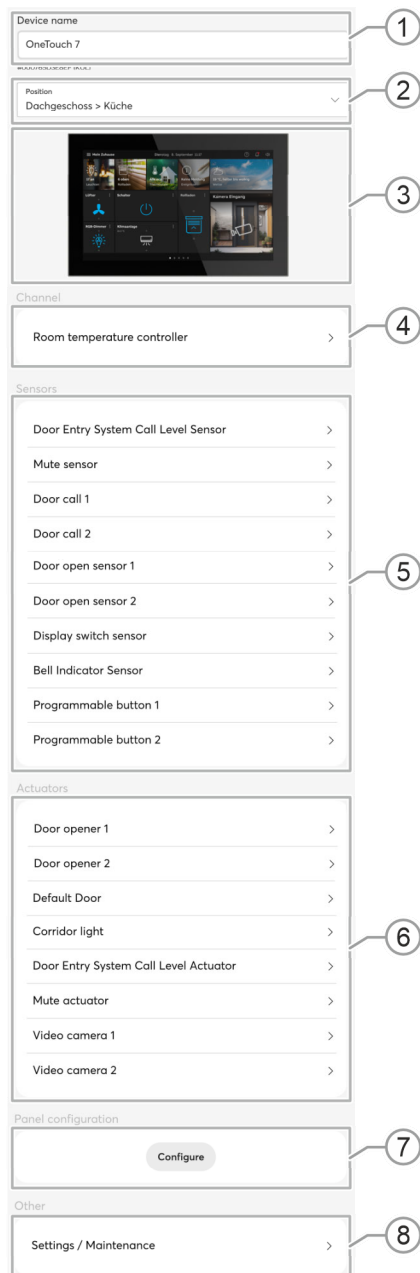 Device name
1
OneTouch 7
Position
2
Dachgeschoss > Küche
3
Channel
Room temperature controller
4
Sensors
Door Entry System Call Level Sensor
Mute sensor
Door call 1
Door call 2
Door open sensor 1
5
Door open sensor 2
Display switch sensor
Bell Indicator Sensor
Programmable button 1
Programmable button 2
Actuators
Door opener 1
Door opener 2
Default Door
Corridor light
6
Door Entry System Call Level Actuator
Mute actuator
Video camera 1
Video camera 2
Panel configuration
Configure
7
Other
Settings / Maintenance
8